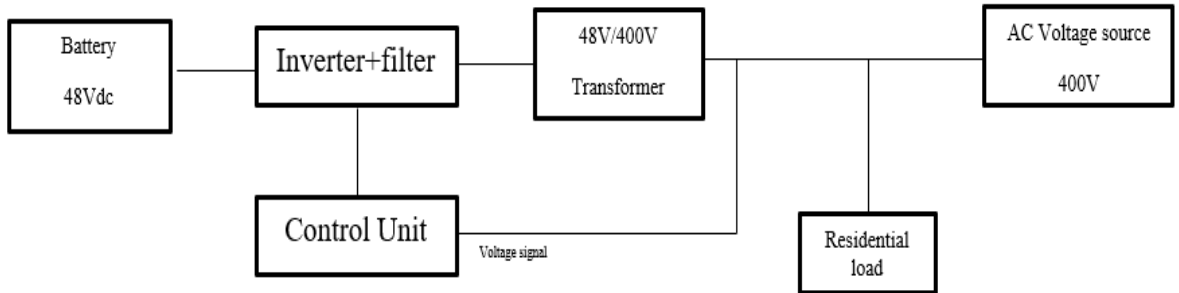 Battery
48Vdc
Inverter+filter
48V/400V
Transformer
AC Voltage source
400V
Control Unit
Voltage signal
Residential
load